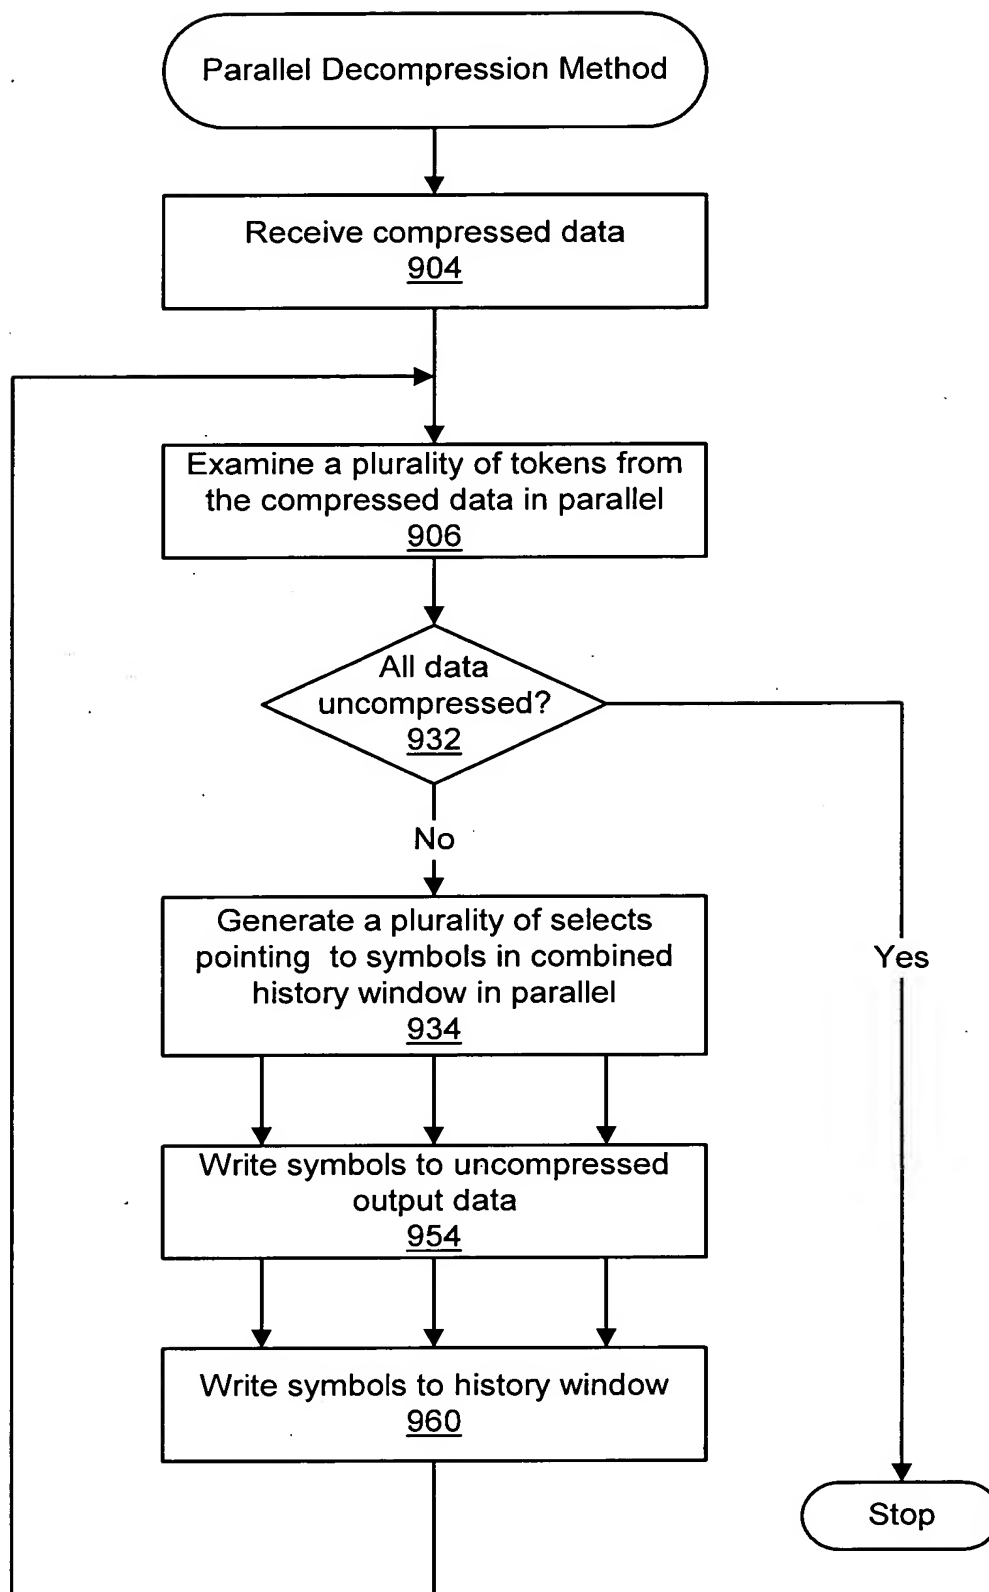 Parallel Decompression Method
Receive compressed data
904
Examine a plurality of tokens from
the compressed data in parallel
906
All data
uncompressed?
932
No
Generate a plurality of selects
pointing to symbols in combined
history window in parallel
934
Yes
Write symbols to uncompressed
output data
954
Write symbols to history window
960
Stop